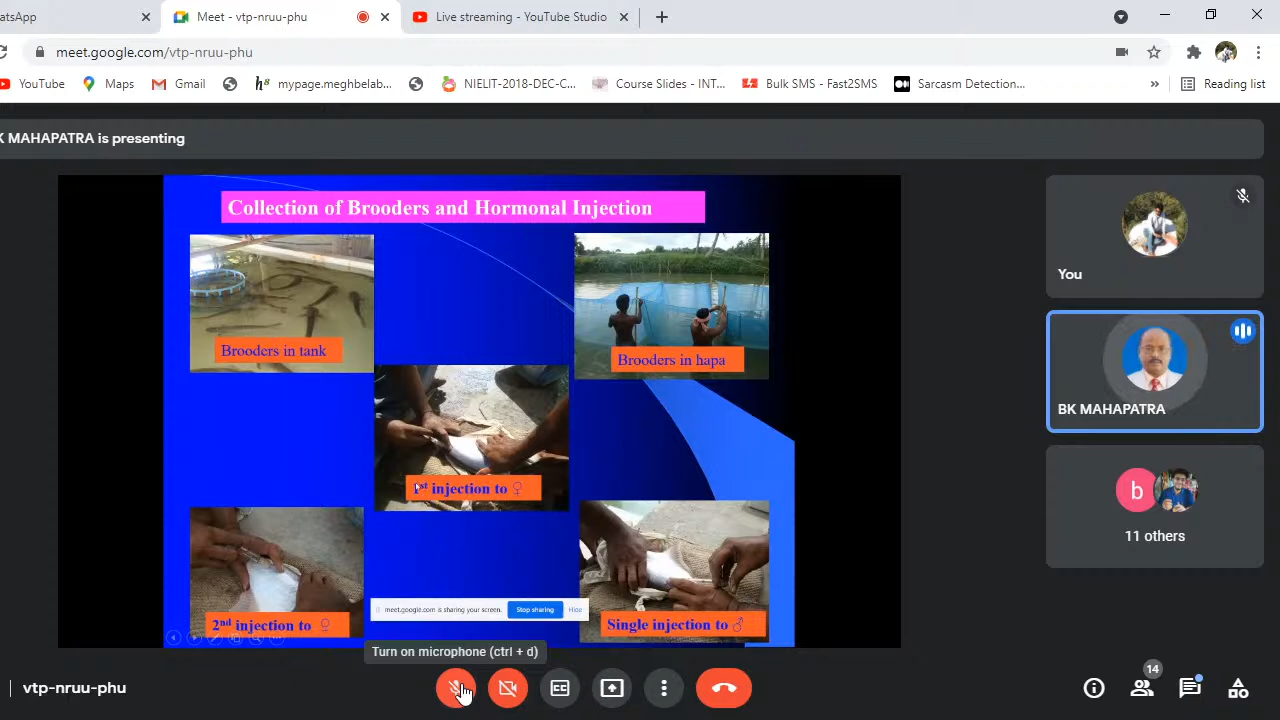 atsApp
Meet - vtp-nruu-phu
Live streaming - YouTube Studio
meet.google.com/vtp-nruu-phu
YouTube
Maps
Gmail
mypage.meghbelab...
NIELIT-2018-DEC-C...
Course Slides - INT...
Bulk SMS - Fast2SMS
Sarcasm Detection...
»
Reading list
K MAHAPATRA is presenting
Collection of Brooders and Hormonal Injection
Brooders in tank
Brooders in hapa
1st injection to ♀
2nd injection to ♀
Single injection to ♂
meet.google.com is sharing your screen.
Stop sharing
Hide
You
BK MAHAPATRA
b
11 others
Turn on microphone (ctrl + d)
vtp-nruu-phu
CC
14